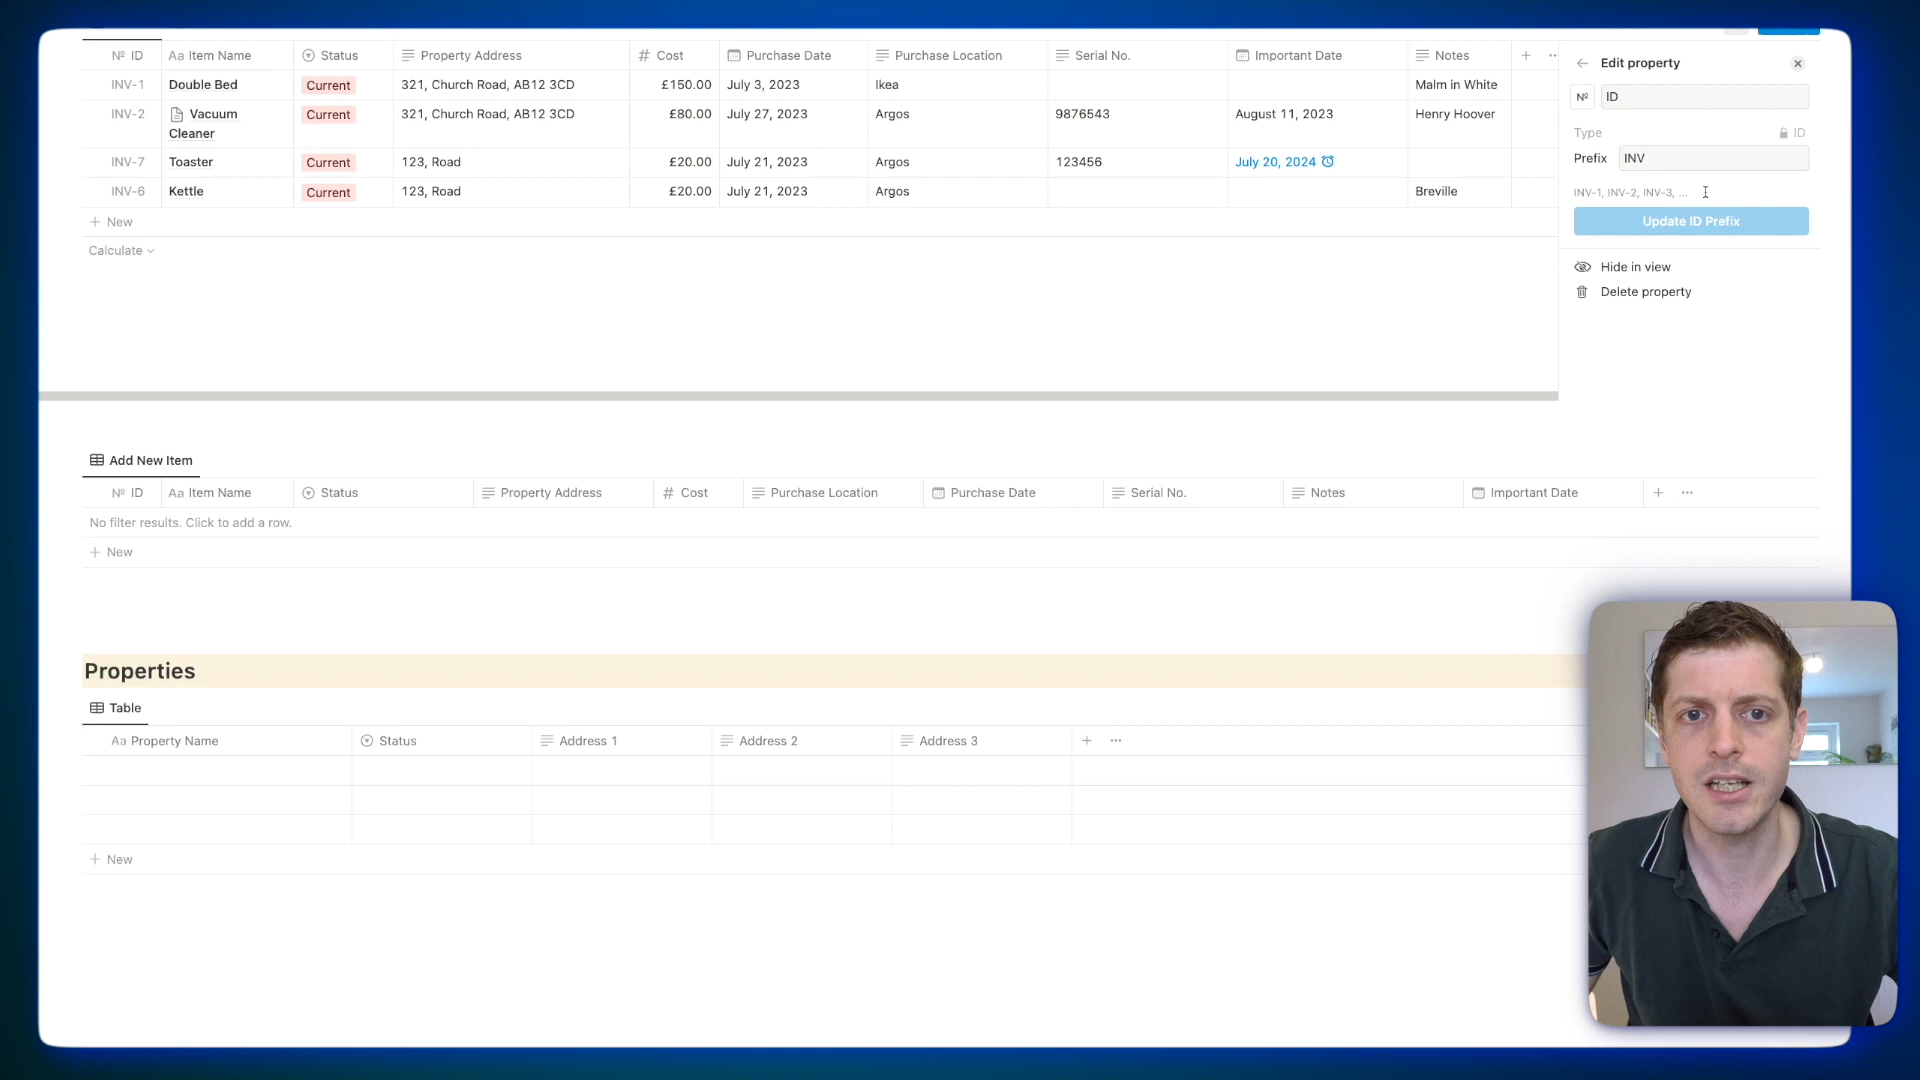 Nº ID Aa Item Name Status Property Address # Cost Purchase Date Purchase Location Serial No. Important Date Notes + ··
INV-1 Double Bed Current 321, Church Road, AB12 3CD £150.00 July 3, 2023 Ikea Malm in White
INV-2 Vacuum Cleaner Current 321, Church Road, AB12 3CD £80.00 July 27, 2023 Argos 9876543 August 11, 2023 Henry Hoover
INV-7 Toaster Current 123, Road £20.00 July 21, 2023 Argos 123456 July 20, 2024
INV-6 Kettle Current 123, Road £20.00 July 21, 2023 Argos Breville
+ New
Calculate
Edit property
Nº ID
Type ID
Prefix INV
INV-1, INV-2, INV-3, ...
Update ID Prefix
Hide in view
Delete property
Add New Item
Nº ID Aa Item Name Status Property Address # Cost Purchase Location Purchase Date Serial No. Notes Important Date + ···
No filter results. Click to add a row.
+ New
Properties
Table
Aa Property Name Status Address 1 Address 2 Address 3 + ···
+ New